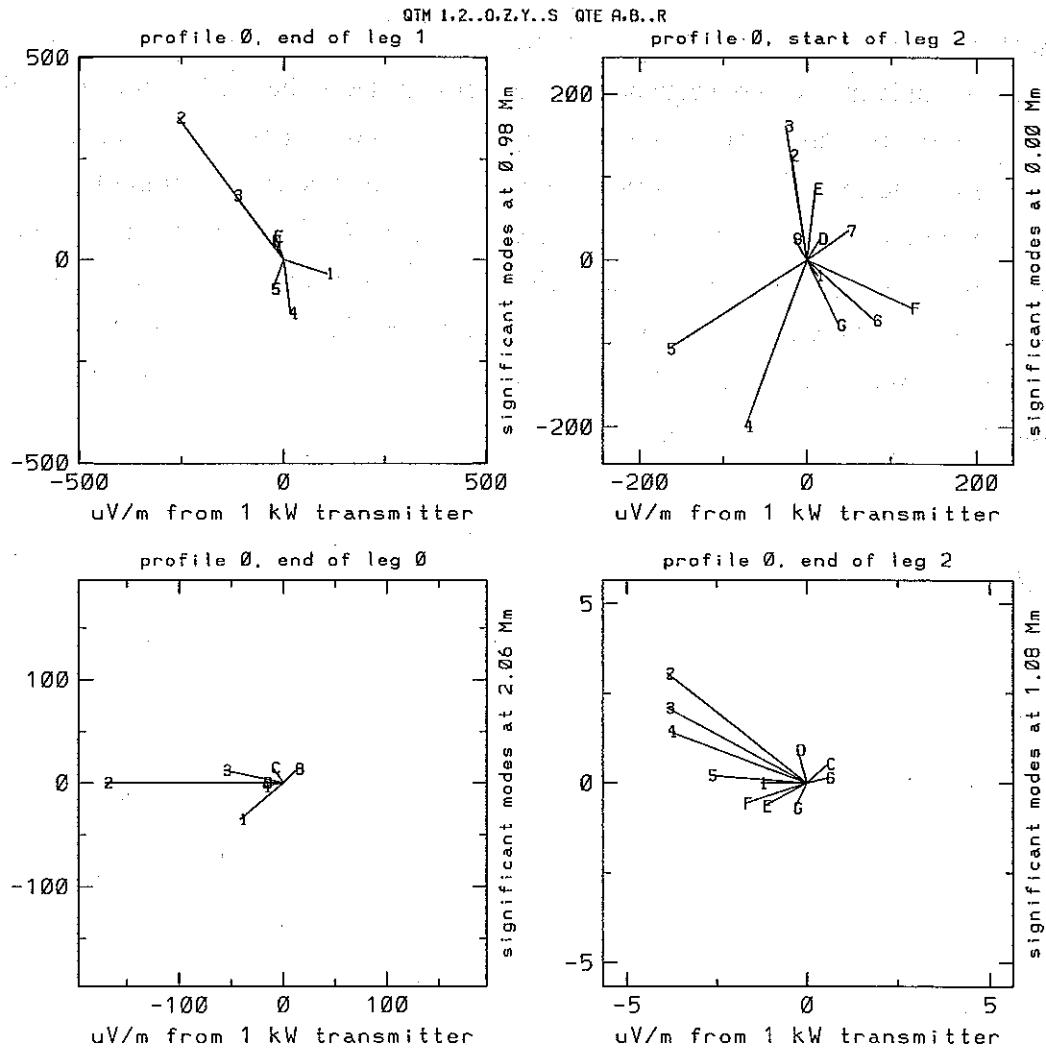 QTM 1,2..0,Z,Y..S QTE A,B..R
profile 0, end of leg 1
500
0
-500
-500
0
500
2
3
C
1
5
4
uV/m from 1 kW transmitter
significant modes at 0.98 Mm
profile 0, start of leg 2
200
0
-200
-200
0
200
3
2
E
9
D
7
1
F
G
6
5
4
uV/m from 1 kW transmitter
significant modes at 0.00 Mm
profile 0, end of leg 0
100
0
-100
-100
0
100
3
C
B
2
1
uV/m from 1 kW transmitter
significant modes at 2.06 Mm
profile 0, end of leg 2
5
0
-5
-5
0
5
2
3
4
D
C
5
1
6
F
E
G
uV/m from 1 kW transmitter
significant modes at 1.08 Mm